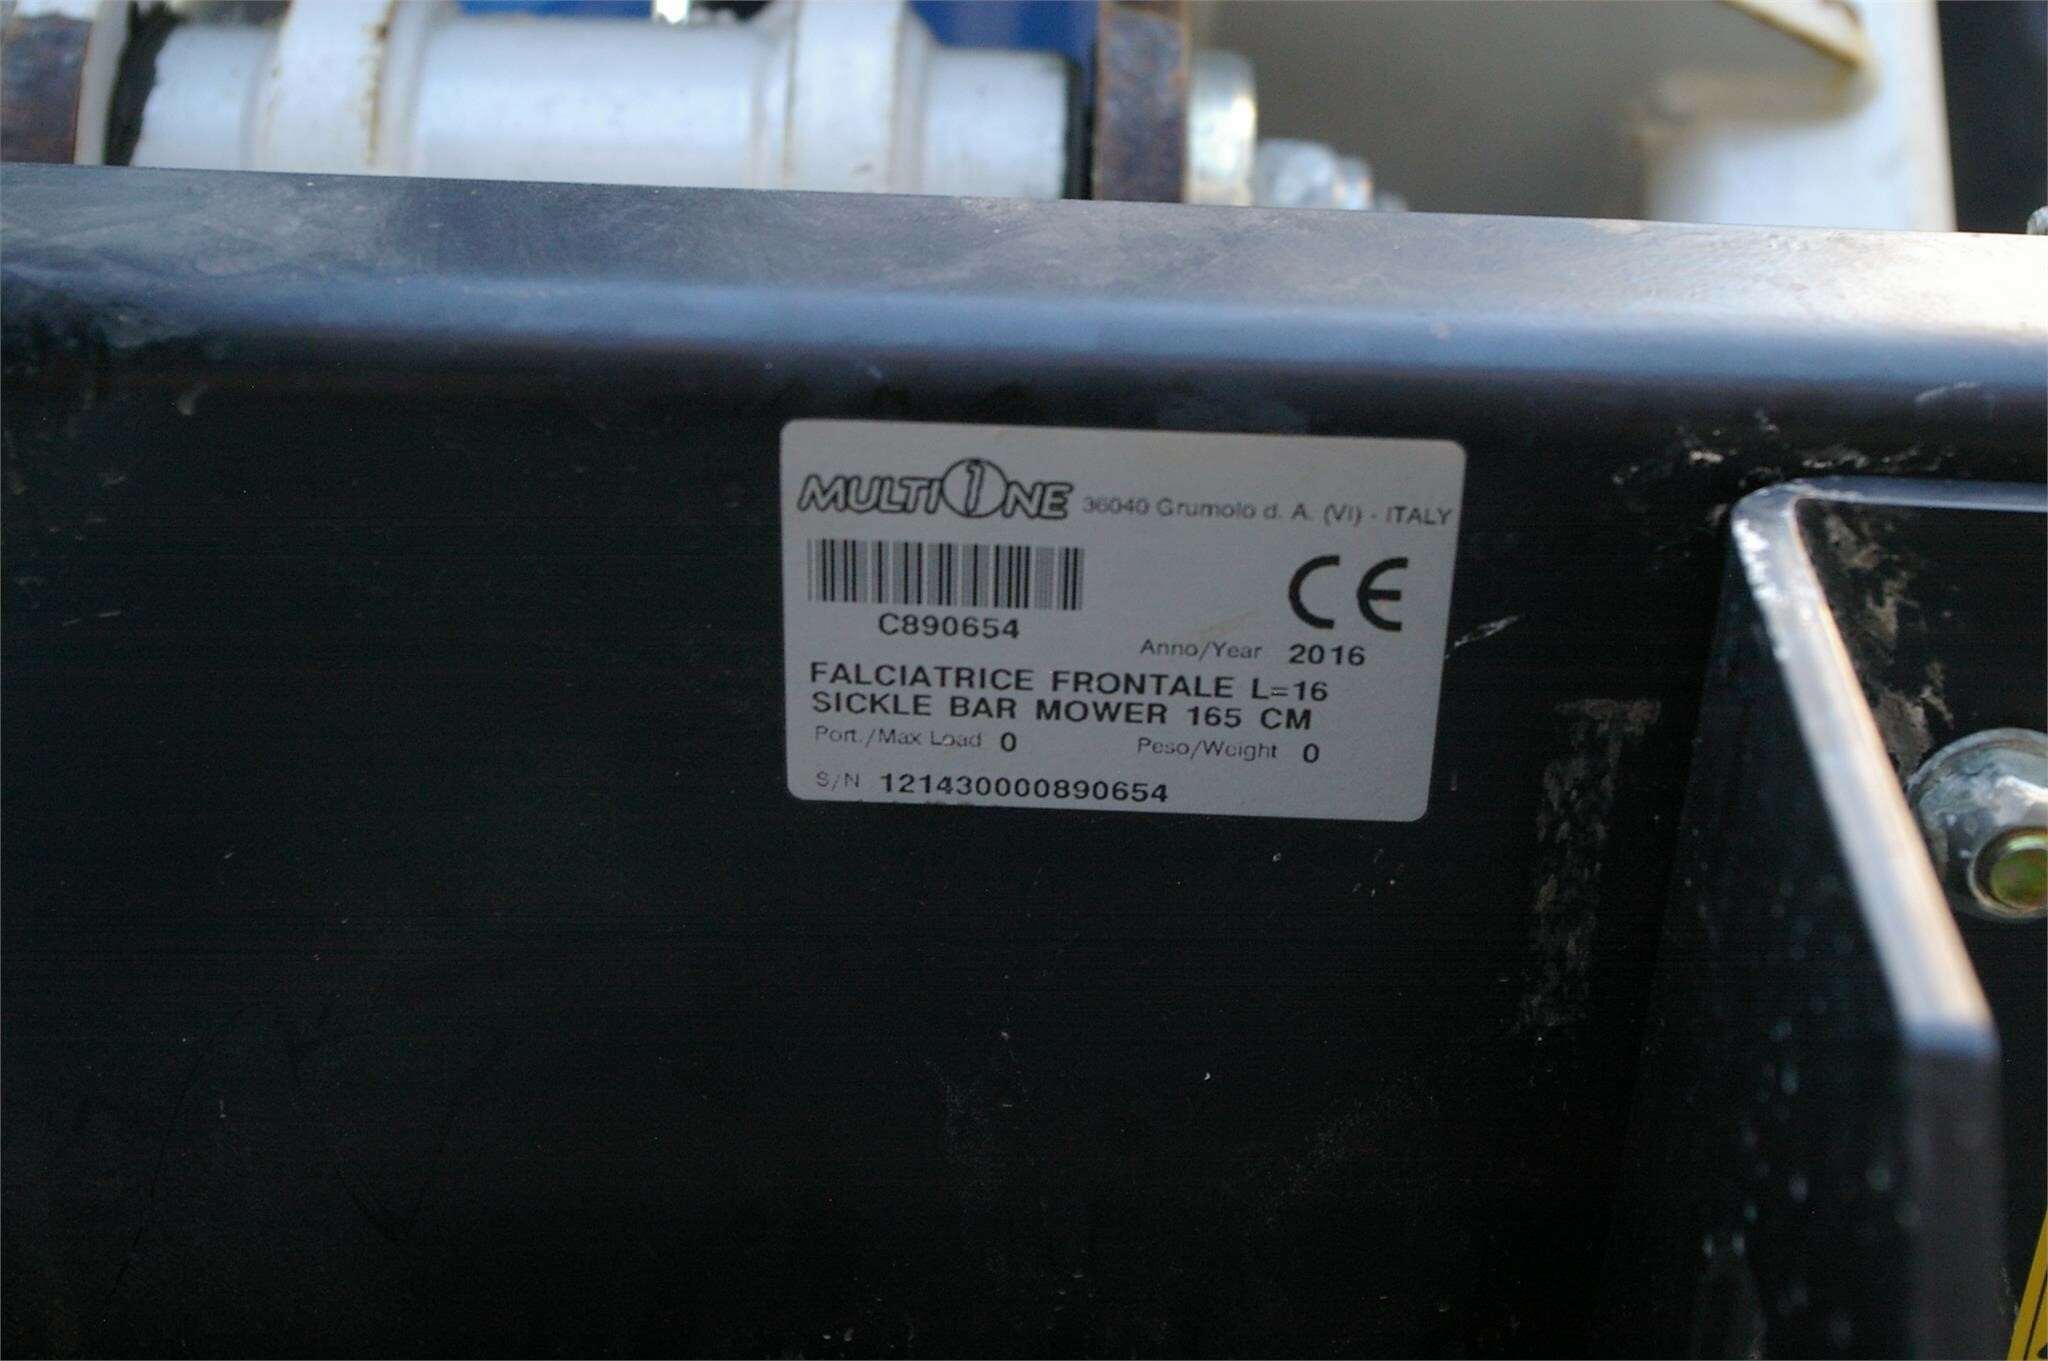 MULTI1ONE 36040 Grumolo d. A. (VI) - ITALY
C890654
CE
Anno/Year 2016
FALCIATRICE FRONTALE L=16
SICKLE BAR MOWER 165 CM
Port./Max Load 0 Peso/Weight 0
S/N 121430000890654